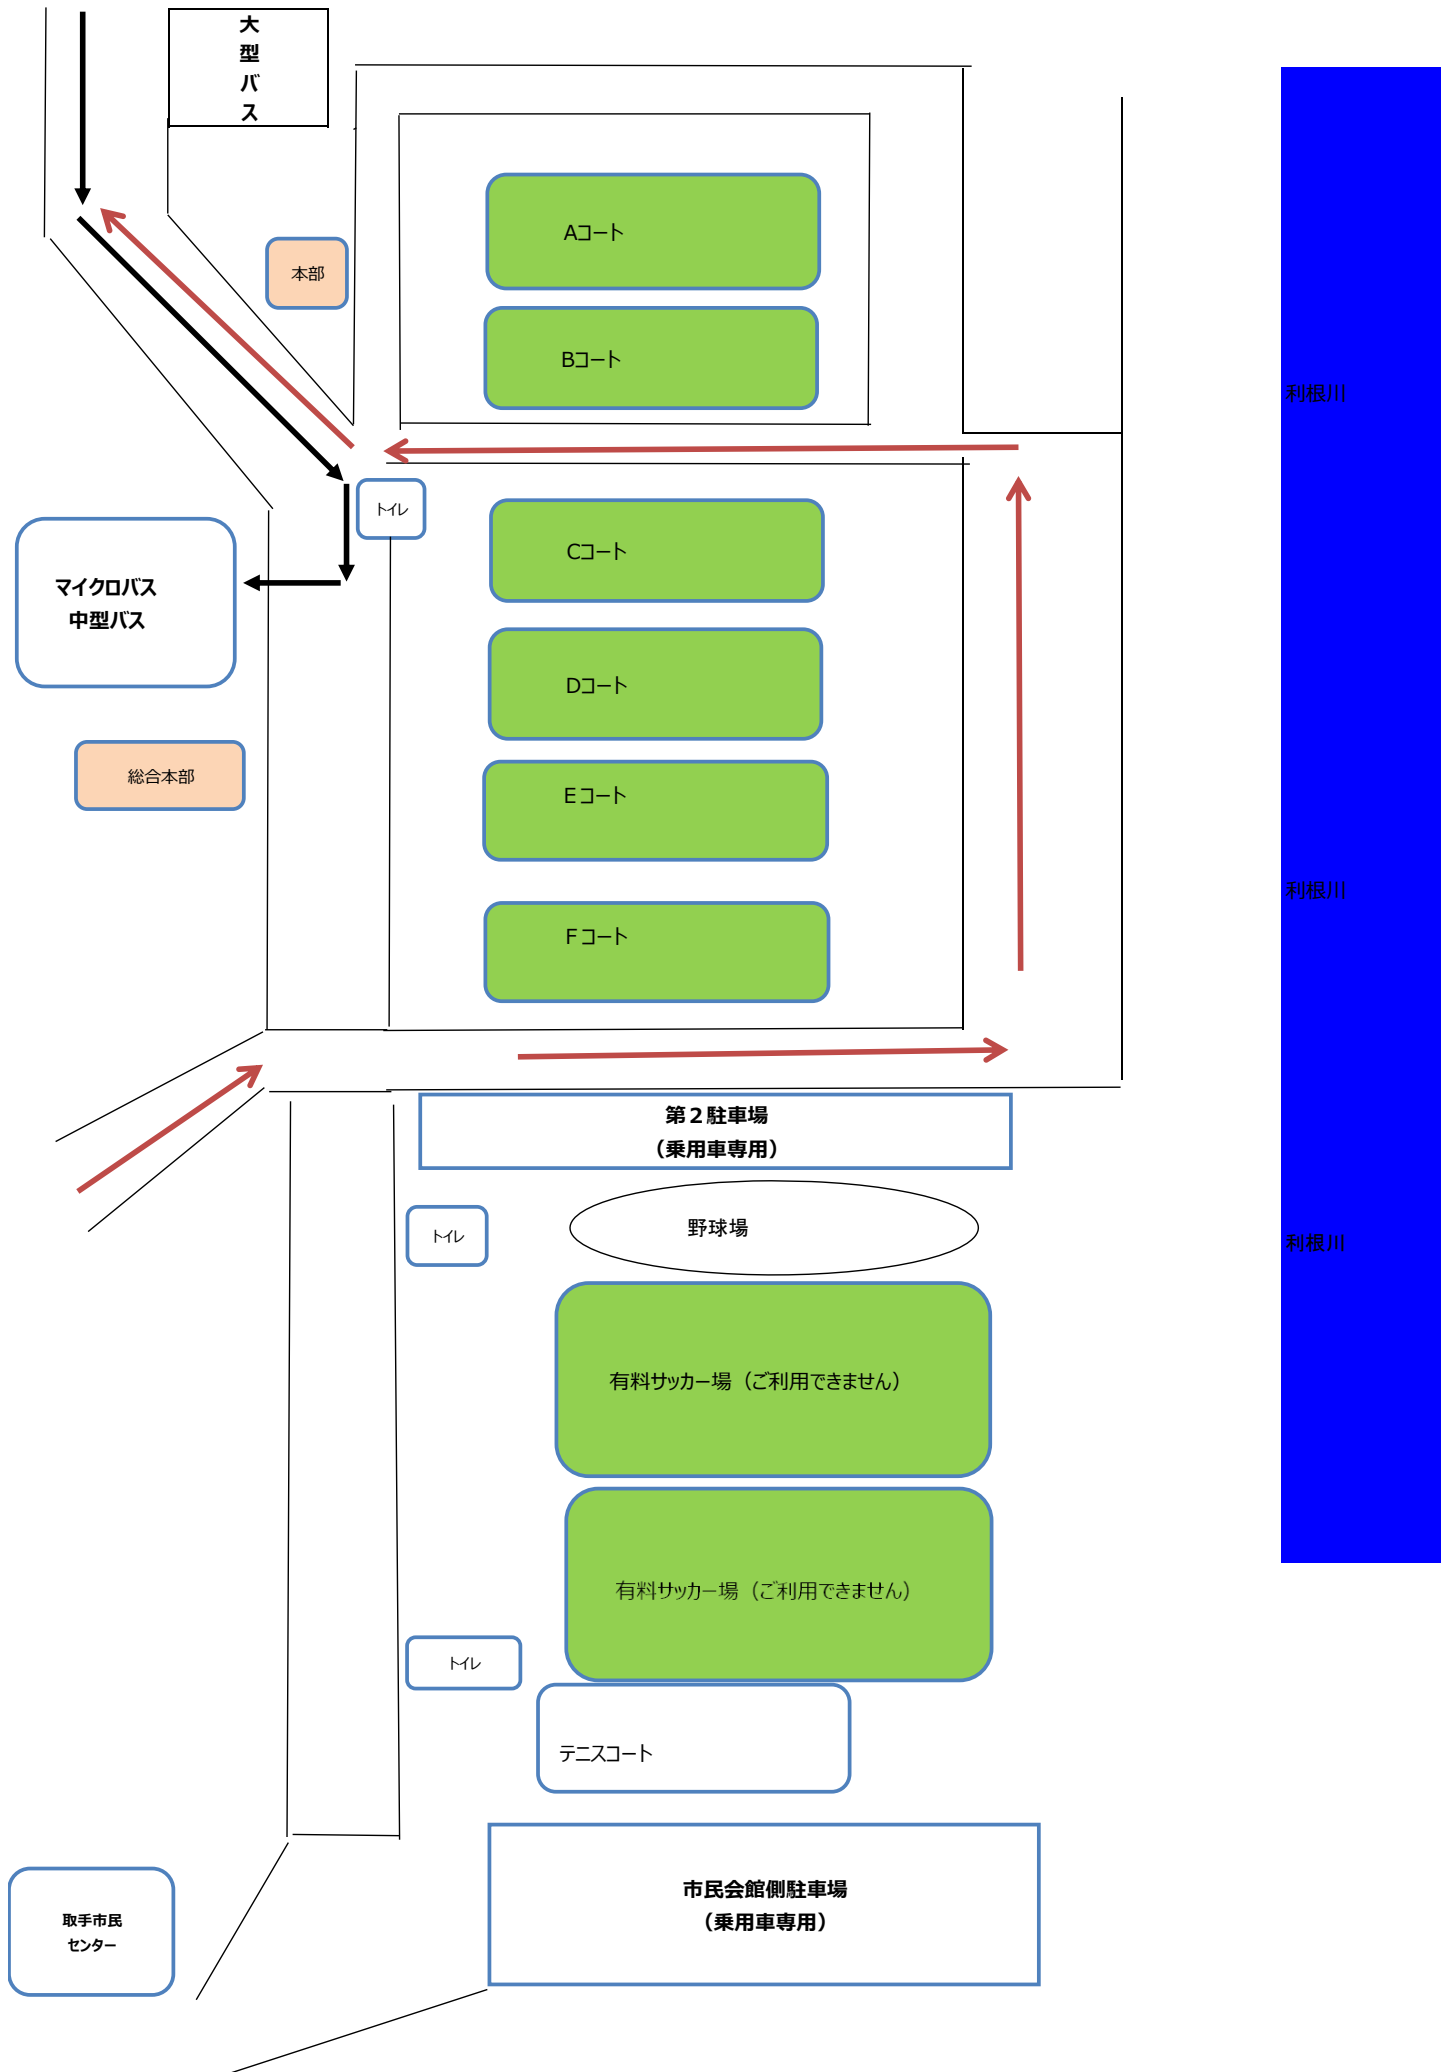 大
型
バ
ス
Aコート
本部
Bコート
利根川
トイレ
Cコート
マイクロバス
中型バス
Dコート
総合本部
Eコート
利根川
Fコート
第２駐車場
（乗用車専用）
トイレ
野球場
利根川
有料サッカー場（ご利用できません）
有料サッカー場（ご利用できません）
トイレ
テニスコート
市民会館側駐車場
（乗用車専用）
取手市民
センター